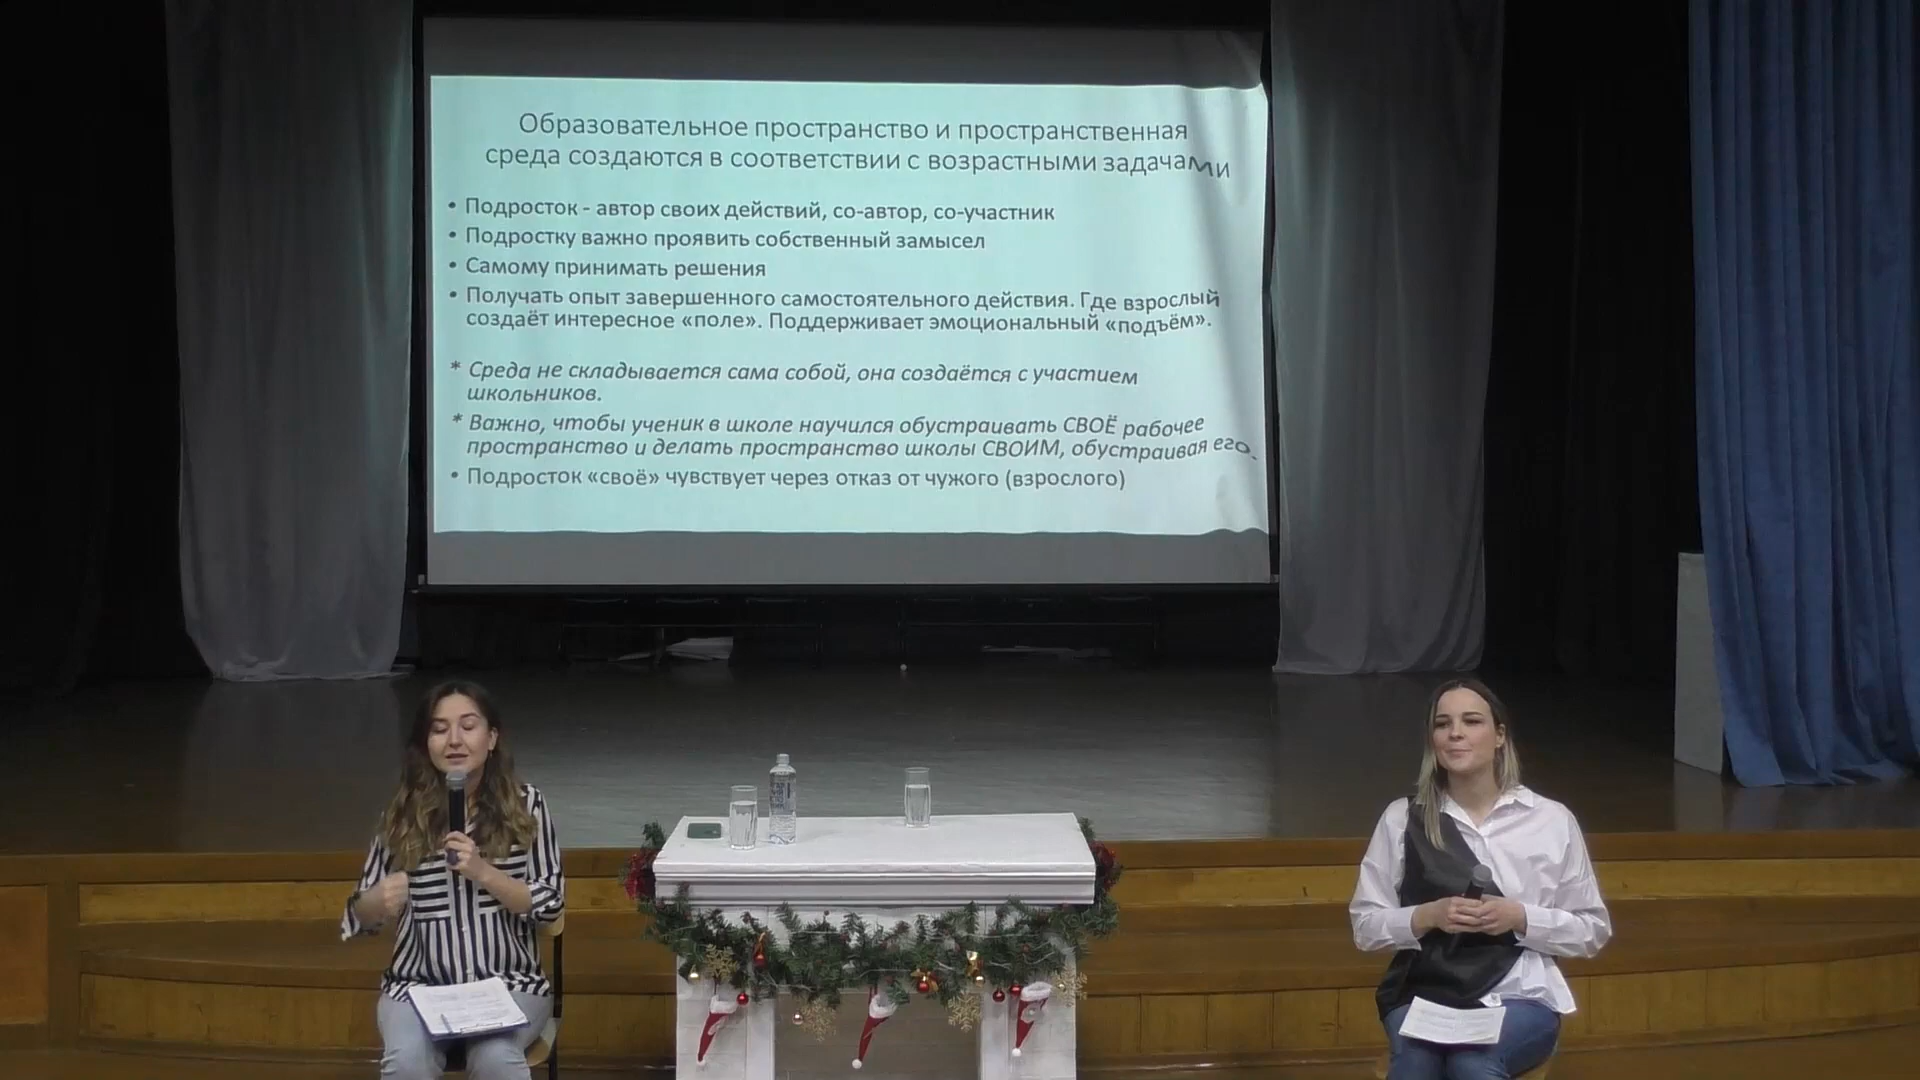 Образовательное пространство и пространственная
среда создаются в соответствии с возрастными задачами
• Подросток - автор своих действий, со-автор, со-участник
• Подростку важно проявить собственный замысел
• Самому принимать решения
• Получать опыт завершенного самостоятельного действия. Где взрослый
создаёт интересное «поле». Поддерживает эмоциональный «подъём».
* Среда не складывается сама собой, она создаётся с участием
школьников.
* Важно, чтобы ученик в школе научился обустраивать СВОЁ рабочее
пространство и делать пространство школы СВОИМ, обустраивая его.
• Подросток «своё» чувствует через отказ от чужого (взрослого)